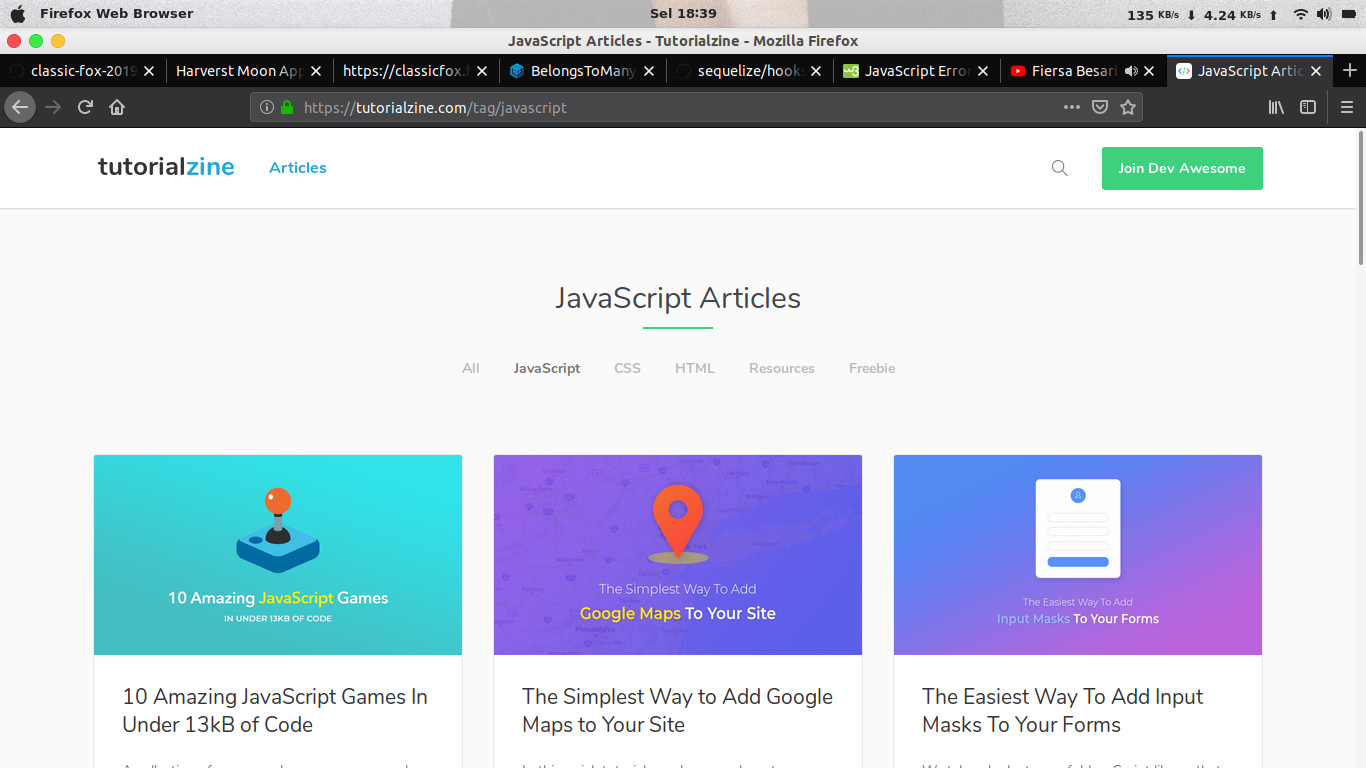 Firefox Web Browser
Sel 18:39
135 KB/s 4.24 KB/s
JavaScript Articles - Tutorialzine - Mozilla Firefox
classic-fox-2019
Harverst Moon App
https://classicfox.h
BelongsToMany
sequelize/hooks
JavaScript Error
Fiersa Besari
JavaScript Artic
https://tutorialzine.com/tag/javascript
tutorialzine
Articles
Join Dev Awesome
JavaScript Articles
All JavaScript CSS HTML Resources Freebie
10 Amazing JavaScript Games
IN UNDER 13KB OF CODE
The Simplest Way To Add
Google Maps To Your Site
The Easiest Way To Add
Input Masks To Your Forms
10 Amazing JavaScript Games In
Under 13kB of Code
The Simplest Way to Add Google
Maps to Your Site
The Easiest Way To Add Input
Masks To Your Forms